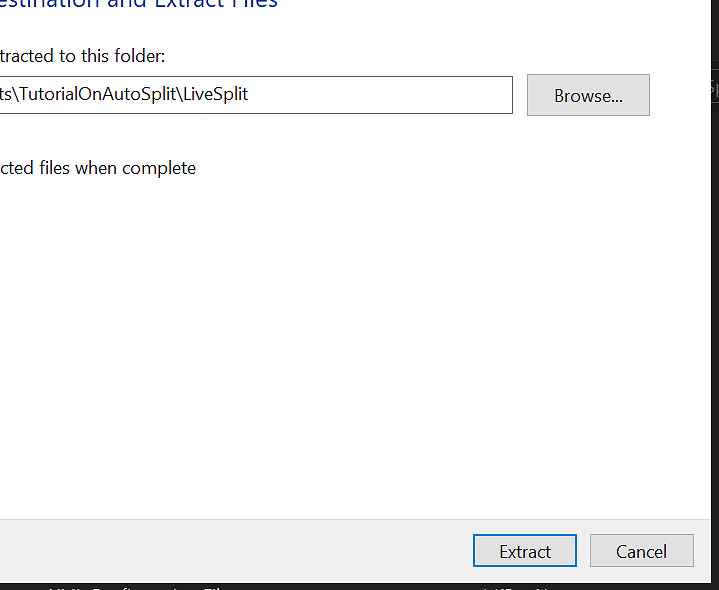 estination and Extract Files
tracted to this folder:
ts\TutorialOnAutoSplit\LiveSplit
Browse...
cted files when complete
Extract
Cancel